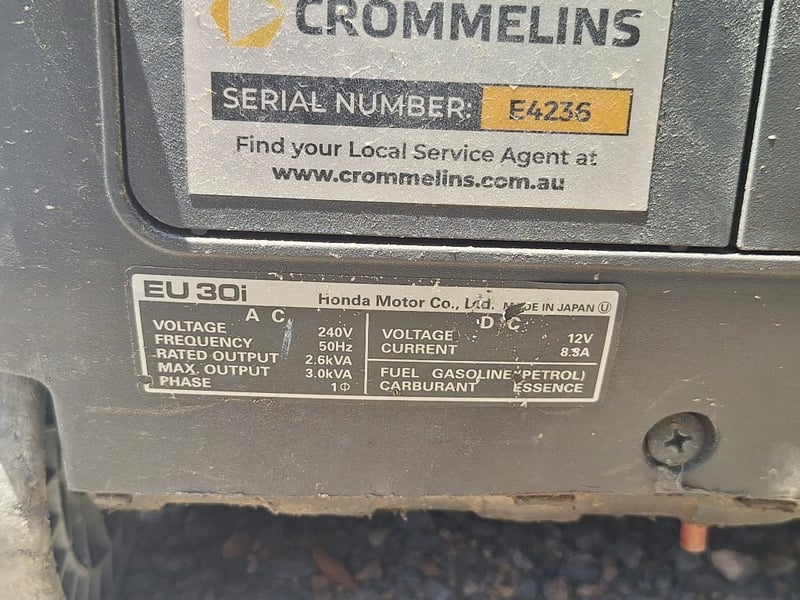 CROMMELINS
SERIAL NUMBER: E4236
Find your Local Service Agent at
www.crommelins.com.au
EU 30i Honda Motor Co., Ltd. MADE IN JAPAN U
A C
VOLTAGE 240V
FREQUENCY 50Hz
RATED OUTPUT 2.6kVA
MAX. OUTPUT 3.0kVA
PHASE 1Φ
D C
VOLTAGE 12V
CURRENT 8.3A
FUEL GASOLINE (PETROL)
CARBURANT ESSENCE